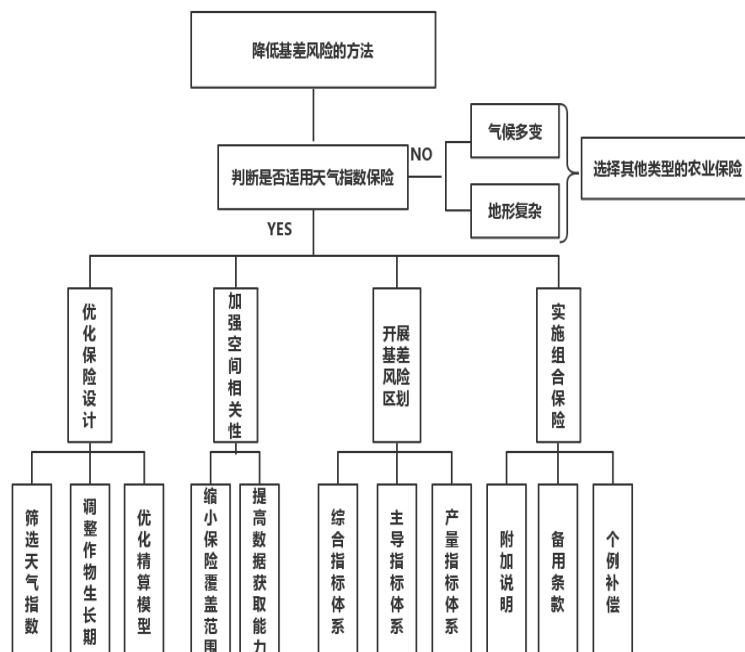 降低基差风险的方法
判断是否适用天气指数保险
NO
气候多变
地形复杂
选择其他类型的农业保险
YES
优化保险设计
加强空间相关性
开展基差风险区划
实施组合保险
筛选天气指数
调整作物生长期
优化精算模型
缩小保险覆盖范围
提高数据获取能力
综合指标体系
主导指标体系
产量指标体系
附加说明
备用条款
个例补偿